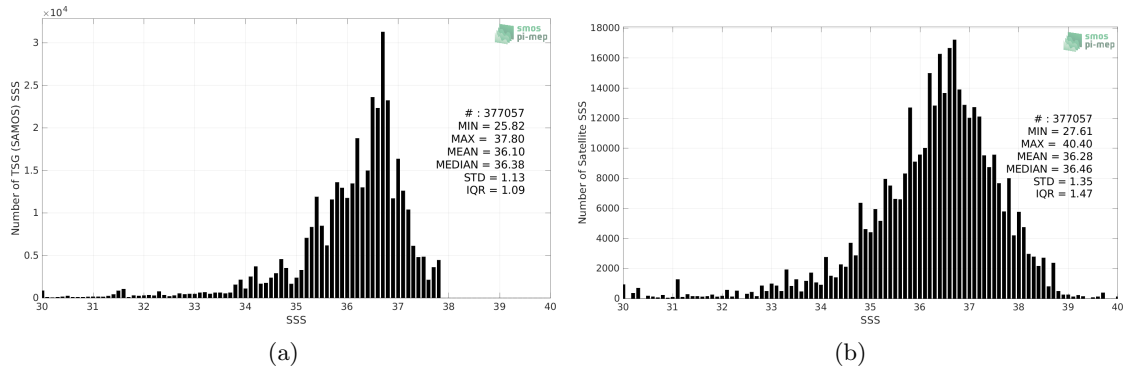 ×10⁴
3
2.5
2
1.5
1
0.5
0
30 31 32 33 34 35 36 37 38 39 40
SSS
Number of TSG (SAMOS) SSS
smos
pi-mep
# : 377057
MIN = 25.82
MAX = 37.80
MEAN = 36.10
MEDIAN = 36.38
STD = 1.13
IQR = 1.09
(a)
18000
16000
14000
12000
10000
8000
6000
4000
2000
0
30 31 32 33 34 35 36 37 38 39 40
SSS
Number of Satellite SSS
smos
pi-mep
# : 377057
MIN = 27.61
MAX = 40.40
MEAN = 36.28
MEDIAN = 36.46
STD = 1.35
IQR = 1.47
(b)